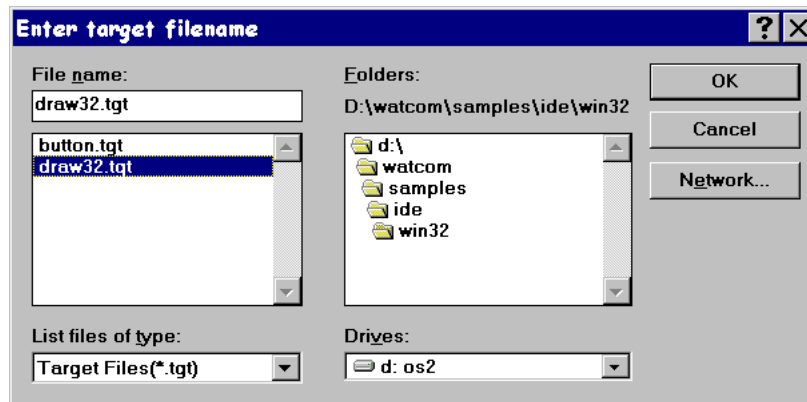 Enter target filename
File name:
draw32.tgt
button.tgt
draw32.tgt
List files of type:
Target Files(*.tgt)
Folders:
D:\watcom\samples\ide\win32
d:\
watcom
samples
ide
win32
Drives:
d: os2
OK
Cancel
Network...